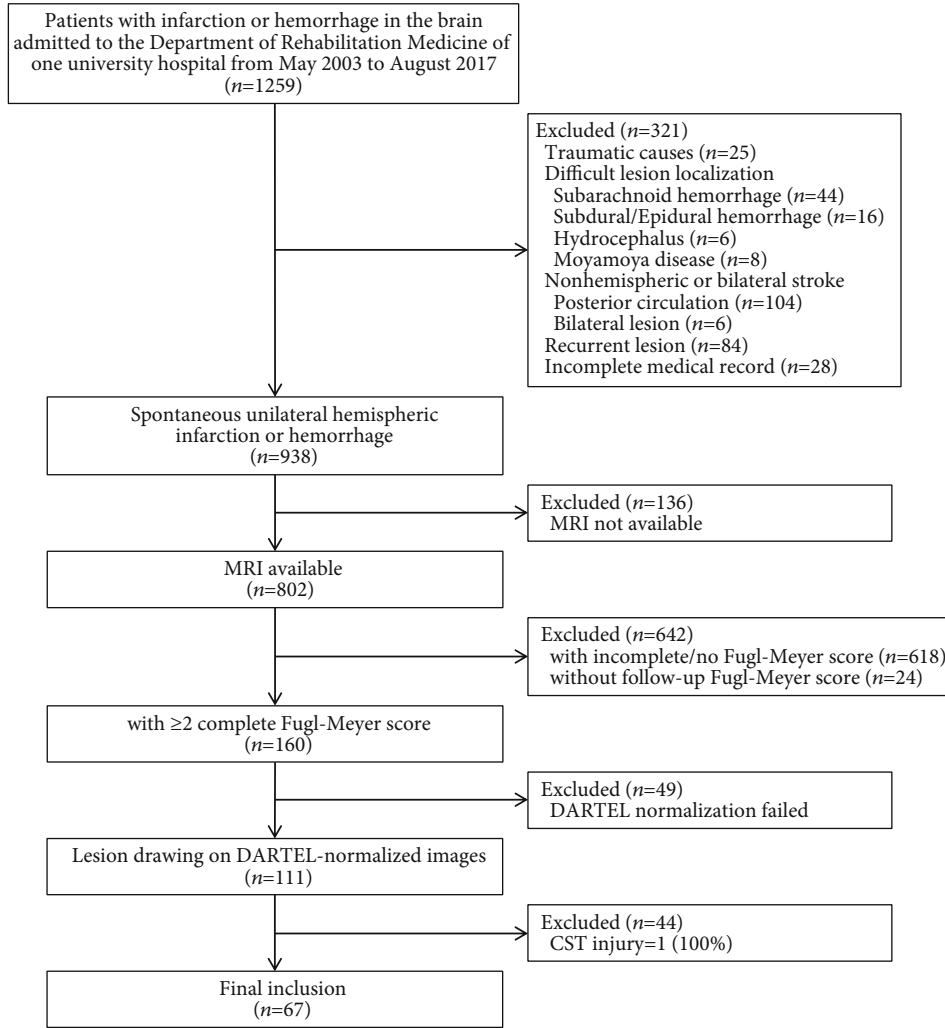 Patients with infarction or hemorrhage in the brain
admitted to the Department of Rehabilitation Medicine of
one university hospital from May 2003 to August 2017
(n=1259)
Excluded (n=321)
Traumatic causes (n=25)
Difficult lesion localization
Subarachnoid hemorrhage (n=44)
Subdural/Epidural hemorrhage (n=16)
Hydrocephalus (n=6)
Moyamoya disease (n=8)
Nonhemispheric or bilateral stroke
Posterior circulation (n=104)
Bilateral lesion (n=6)
Recurrent lesion (n=84)
Incomplete medical record (n=28)
Spontaneous unilateral hemispheric
infarction or hemorrhage
(n=938)
Excluded (n=136)
MRI not available
MRI available
(n=802)
Excluded (n=642)
with incomplete/no Fugl-Meyer score (n=618)
without follow-up Fugl-Meyer score (n=24)
with ≥2 complete Fugl-Meyer score
(n=160)
Excluded (n=49)
DARTEL normalization failed
Lesion drawing on DARTEL-normalized images
(n=111)
Excluded (n=44)
CST injury=1 (100%)
Final inclusion
(n=67)